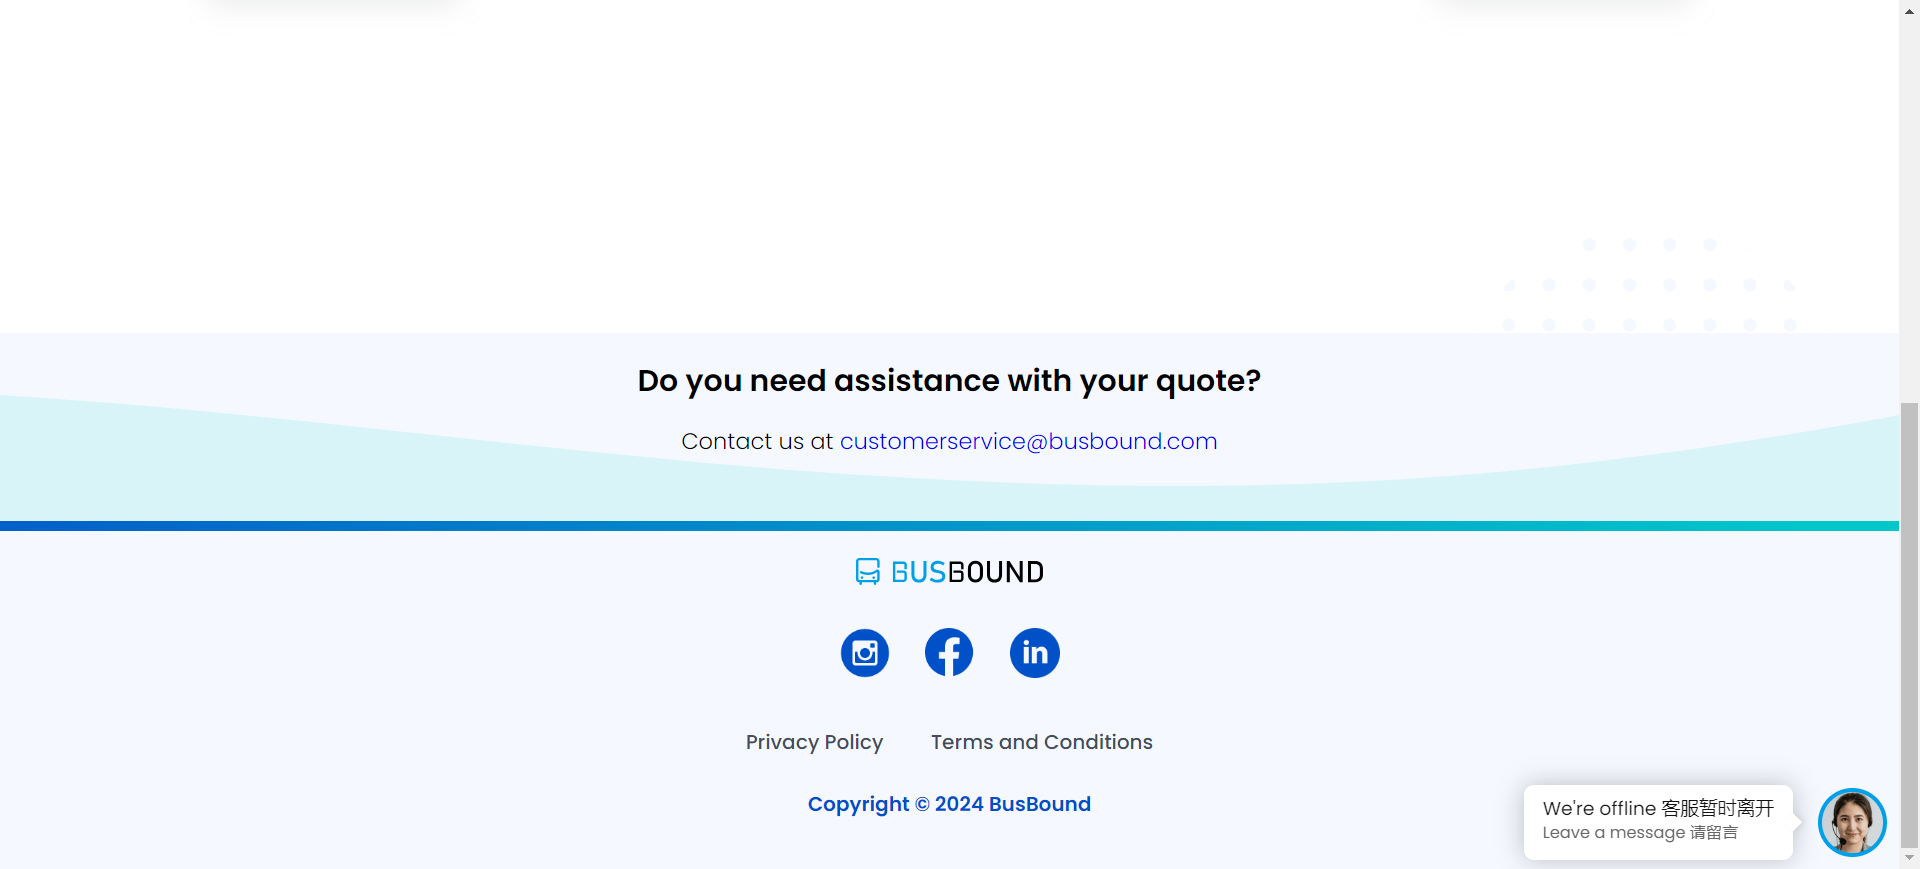 Do you need assistance with your quote?
Contact us at customerservice@busbound.com
BUSBOUND
in
Privacy Policy Terms and Conditions
Copyright © 2024 BusBound
We're offline 客服暂时离开
Leave a message 请留言